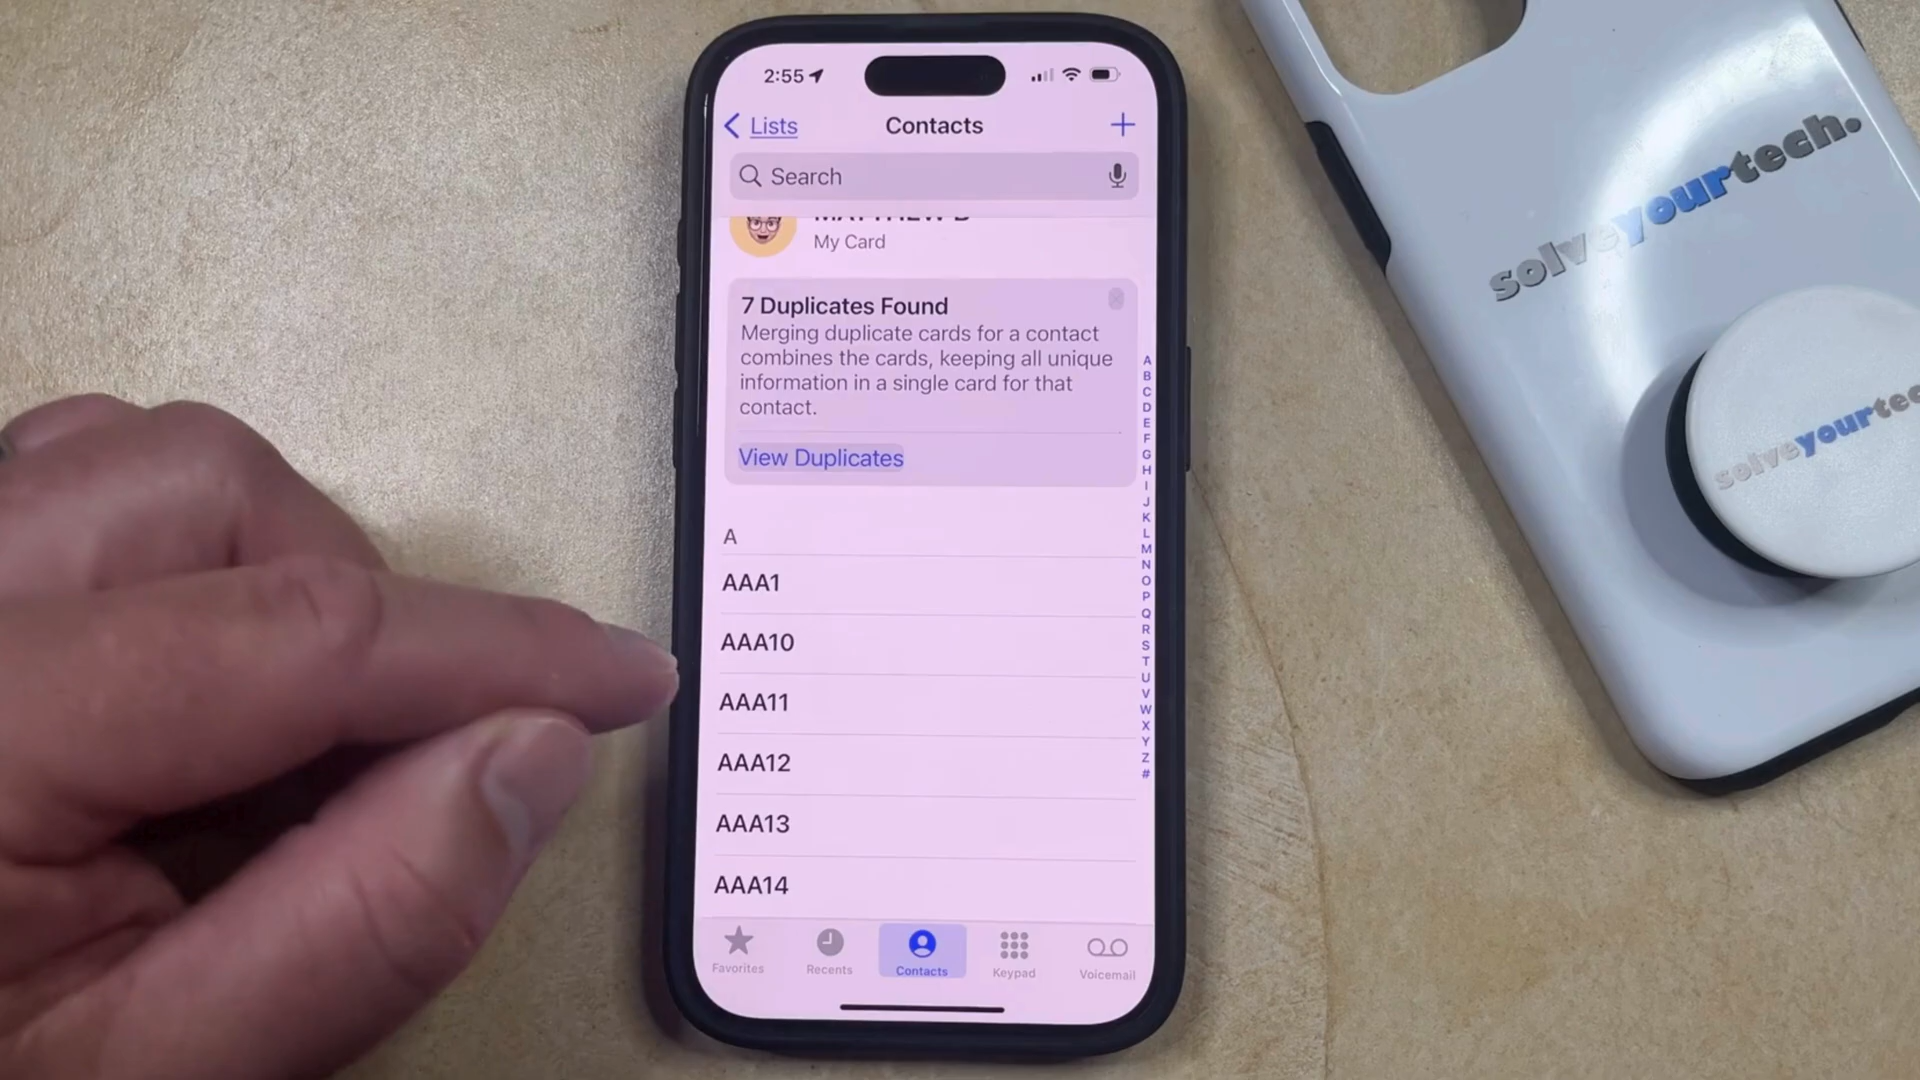 2:55
Lists
Contacts
Search
MATTHEW B
My Card
7 Duplicates Found
Merging duplicate cards for a contact
combines the cards, keeping all unique
information in a single card for that
contact.
View Duplicates
A
AAA1
AAA10
AAA11
AAA12
AAA13
AAA14
A
B
C
D
E
F
G
H
I
J
K
L
M
N
O
P
Q
R
S
T
U
V
W
X
Y
Z
#
Favorites
Recents
Contacts
Keypad
Voicemail
solveyourtech.
solveyourtec